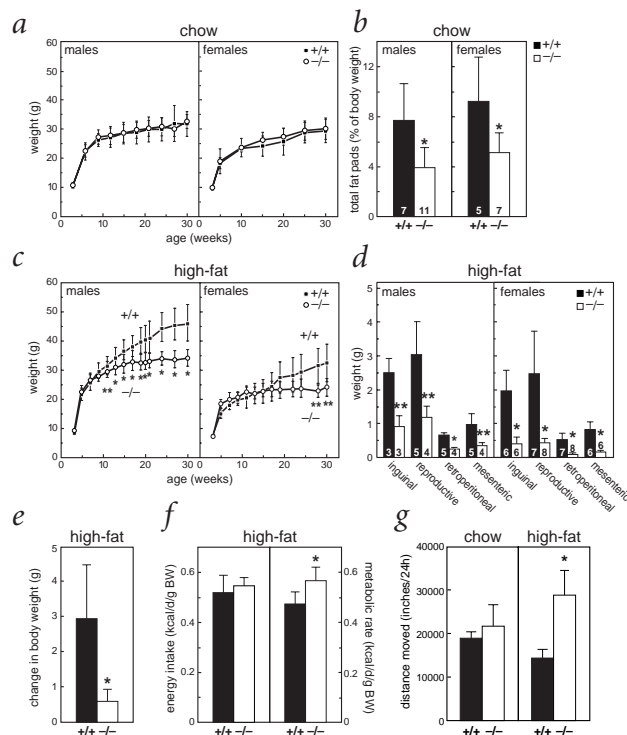 a
chow
males
females
+/+
−/−
weight (g)
60
50
40
30
20
10
0
0
10
20
30
0
10
20
30
age (weeks)
b
chow
males
females
+/+
−/−
total fat pads (% of body weight)
12
8
4
0
*
*
7
11
5
7
+/+ −/−
+/+ −/−
c
high-fat
males
females
+/+
−/−
weight (g)
60
50
40
30
20
10
0
+/+
+/+
−/−
−/−
0
10
20
30
0
10
20
30
age (weeks)
d
high-fat
males
females
+/+
−/−
weight (g)
5
4
3
2
1
0
**
**
*
**
*
*
*
*
3
3
5
4
5
4
5
4
6
6
7
8
7
8
6
6
inguinal
reproductive
retroperitoneal
mesenteric
inguinal
reproductive
retroperitoneal
mesenteric
e
high-fat
change in body weight (g)
5
4
3
2
1
0
*
+/+ −/−
f
high-fat
energy intake (kcal/d/g BW)
0.6
0.4
0.2
0
*
0.6
0.4
0.2
0
metabolic rate (kcal/d/g BW)
+/+ −/−
+/+ −/−
g
chow
high-fat
distance moved (inches/24h)
40000
30000
20000
10000
0
*
+/+ −/−
+/+ −/−